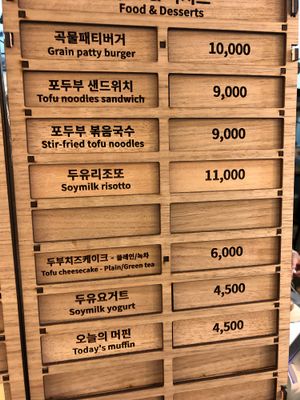 Food & Desserts
곡물패티버거
Grain patty burger
10,000
포두부 샌드위치
Tofu noodles sandwich
9,000
포두부 볶음국수
Stir-fried tofu noodles
9,000
두유리조또
Soymilk risotto
11,000
두부치즈케이크 - 플레인/녹차
Tofu cheesecake - Plain/Green tea
6,000
두유요거트
Soymilk yogurt
4,500
오늘의 머핀
Today's muffin
4,500